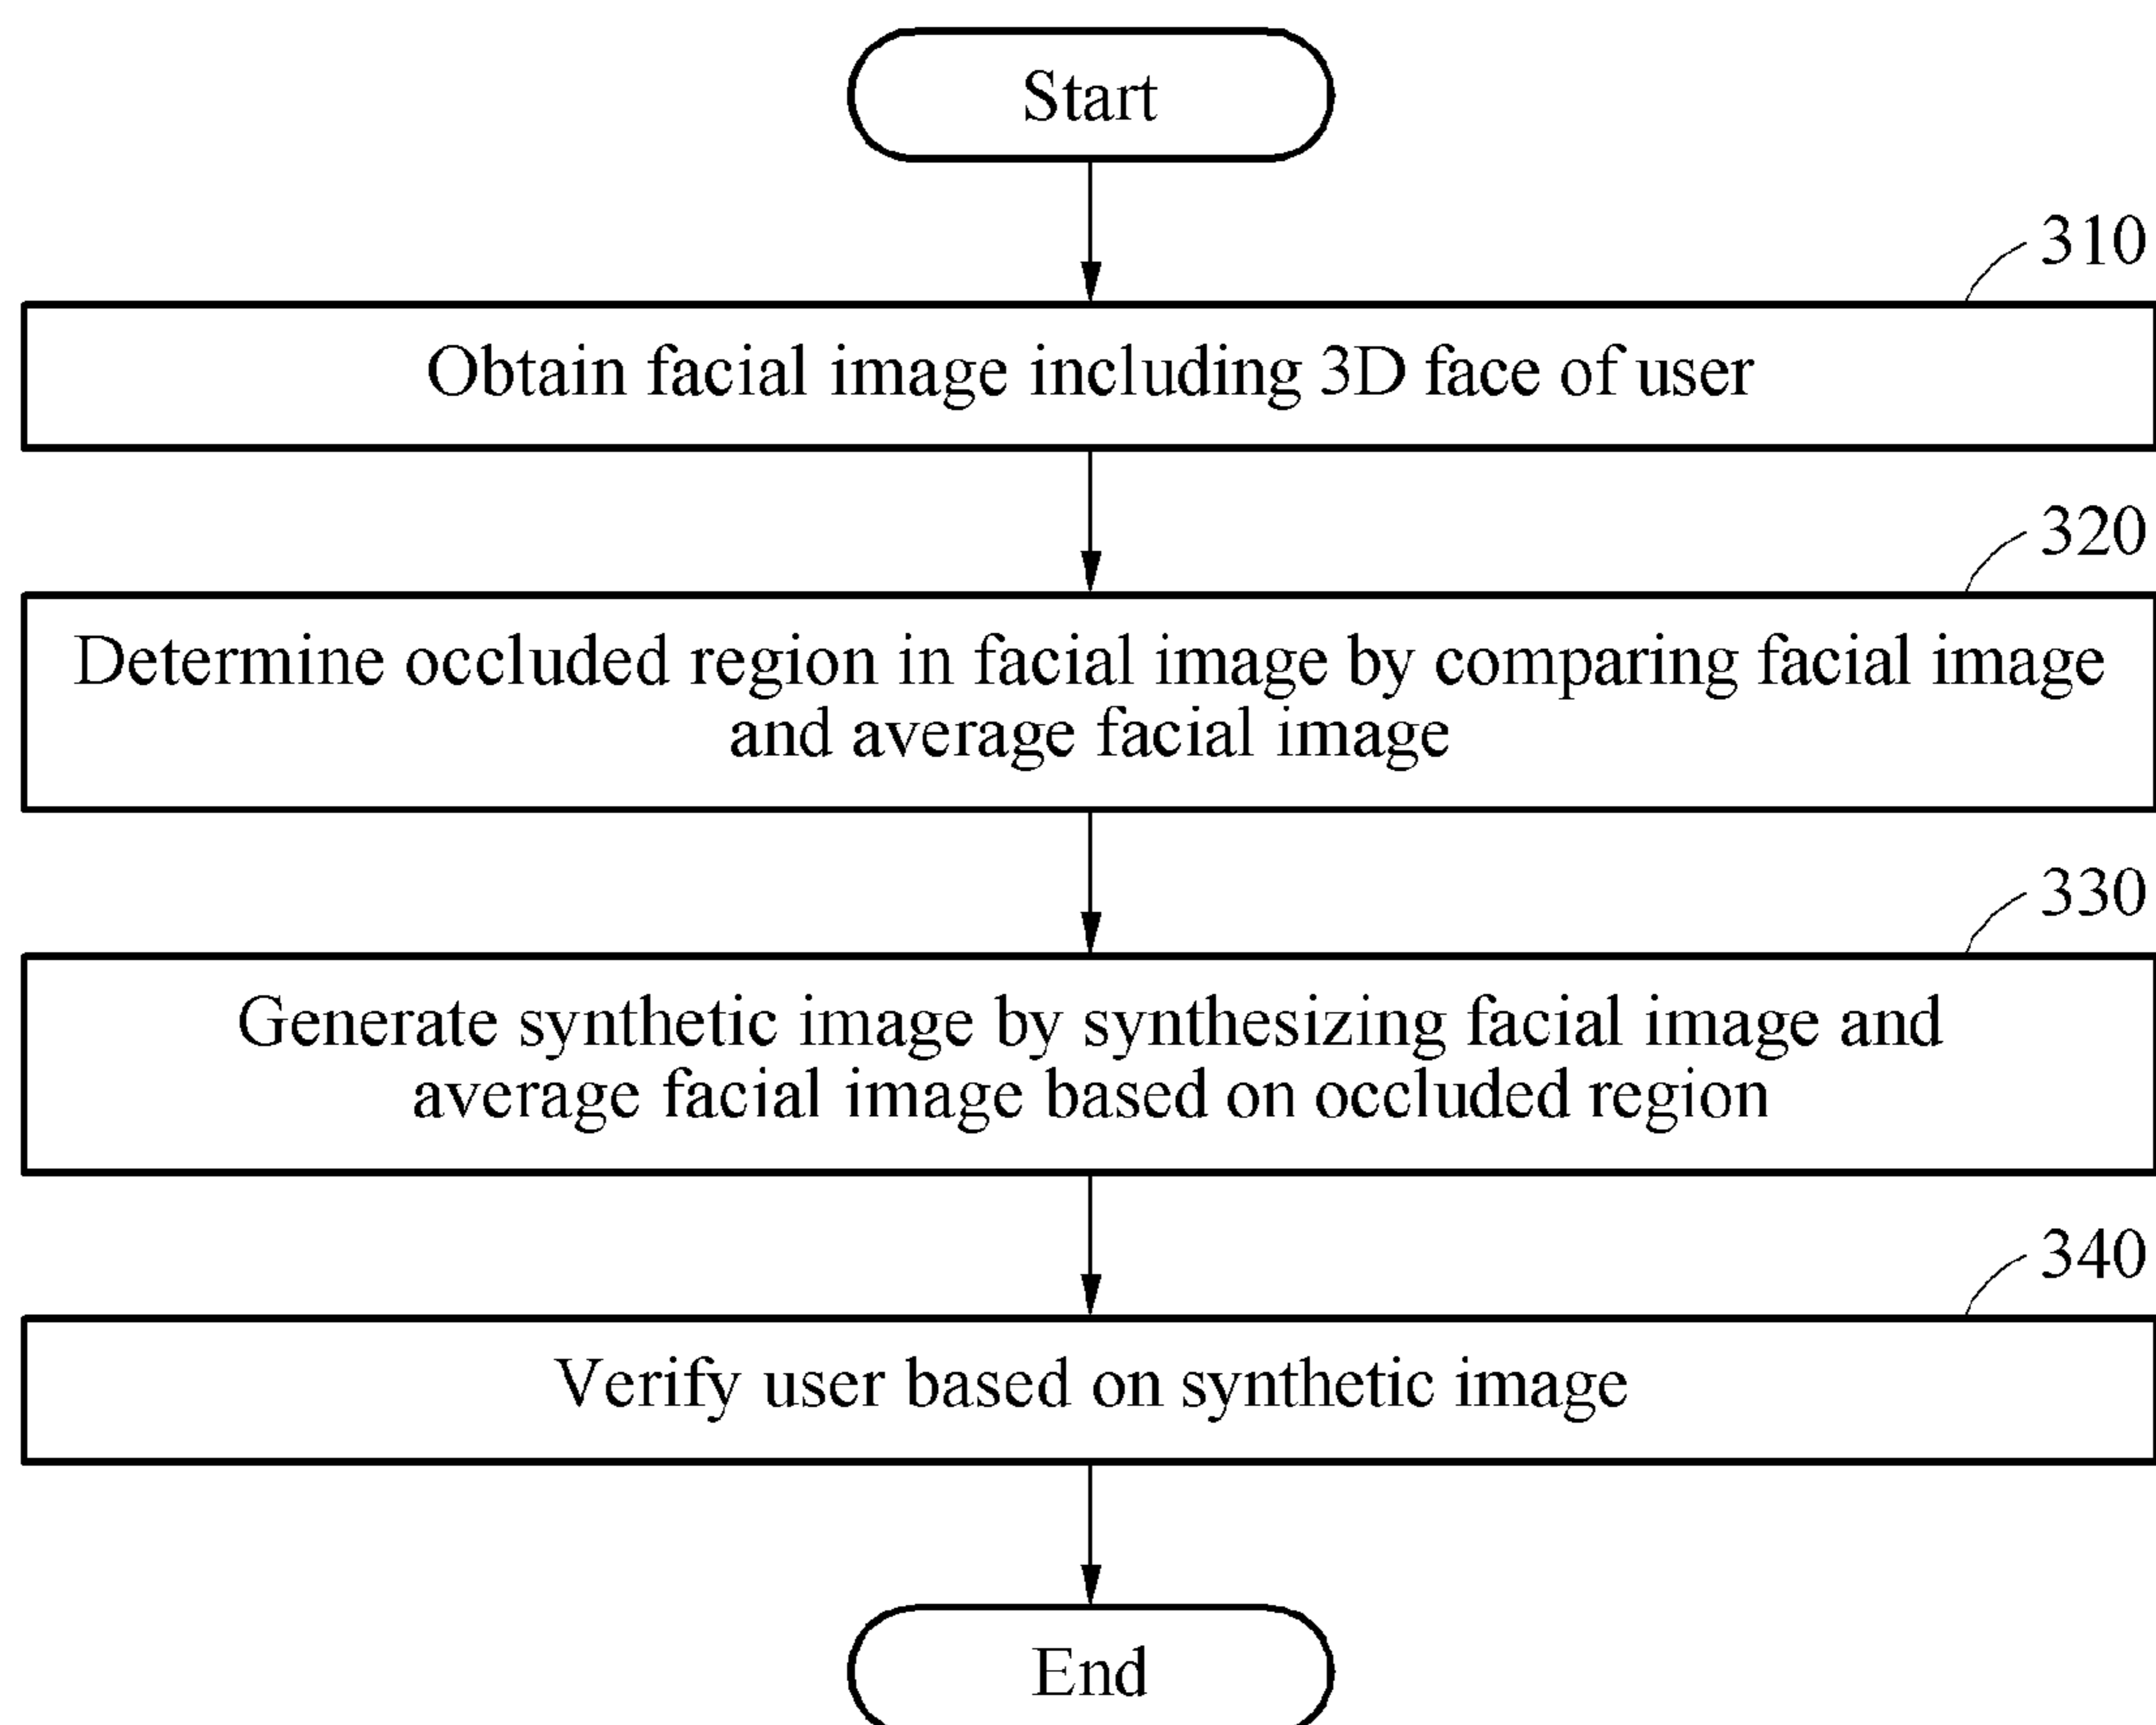 Start
310
Obtain facial image including 3D face of user
320
Determine occluded region in facial image by comparing facial image
and average facial image
330
Generate synthetic image by synthesizing facial image and
average facial image based on occluded region
340
Verify user based on synthetic image
End